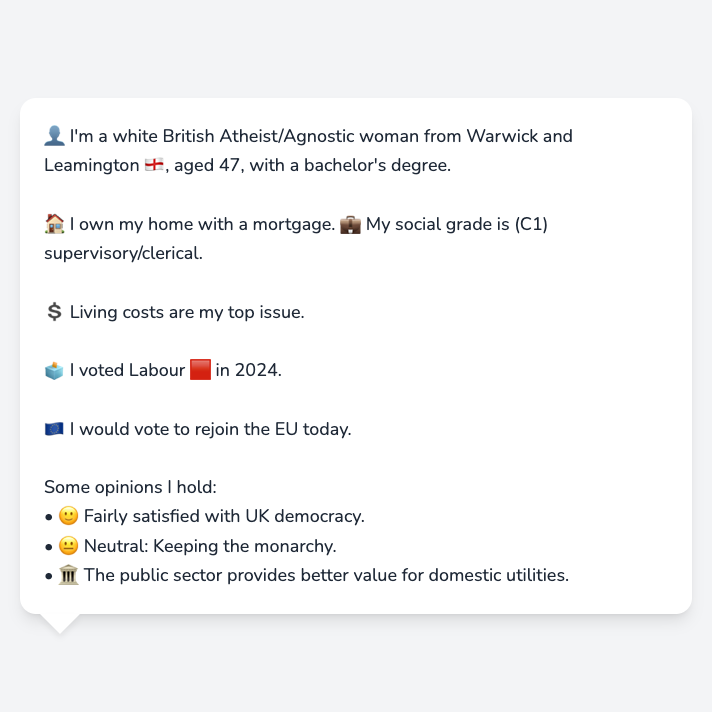 👤 I'm a white British Atheist/Agnostic woman from Warwick and
Leamington 🏴󠁧󠁢󠁥󠁮󠁧󠁿, aged 47, with a bachelor's degree.
🏠 I own my home with a mortgage. 💼 My social grade is (C1)
supervisory/clerical.
💲 Living costs are my top issue.
🗳️ I voted Labour 🟥 in 2024.
🇪🇺 I would vote to rejoin the EU today.
Some opinions I hold:
• 🙂 Fairly satisfied with UK democracy.
• 😐 Neutral: Keeping the monarchy.
• 🏛️ The public sector provides better value for domestic utilities.